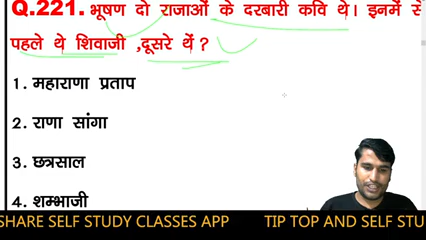 Q.221. भूषण दो राजाओं के दरबारी कवि थे। इनमें से
पहले थे शिवाजी ,दूसरे थें ?
1. महाराणा प्रताप
2. राणा सांगा
3. छत्रसाल
4. शम्भाजी
SHARE SELF STUDY CLASSES APP TIP TOP AND SELF STU